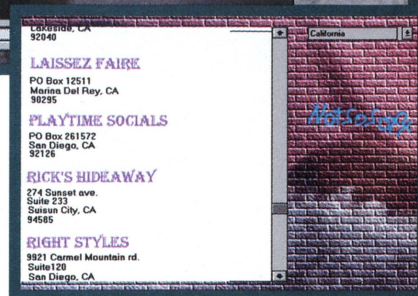 Lakeside, CA
92040
LAISSEZ FAIRE
PO Box 12511
Marina Del Rey, CA
90295
PLAYTIME SOCIALS
PO Box 261572
San Diego, CA
92126
RICK'S HIDEAWAY
274 Sunset ave.
Suite 233
Suisun City, CA
94585
RIGHT STYLES
9921 Carmel Mountain rd.
Suite120
San Diego, CA
California